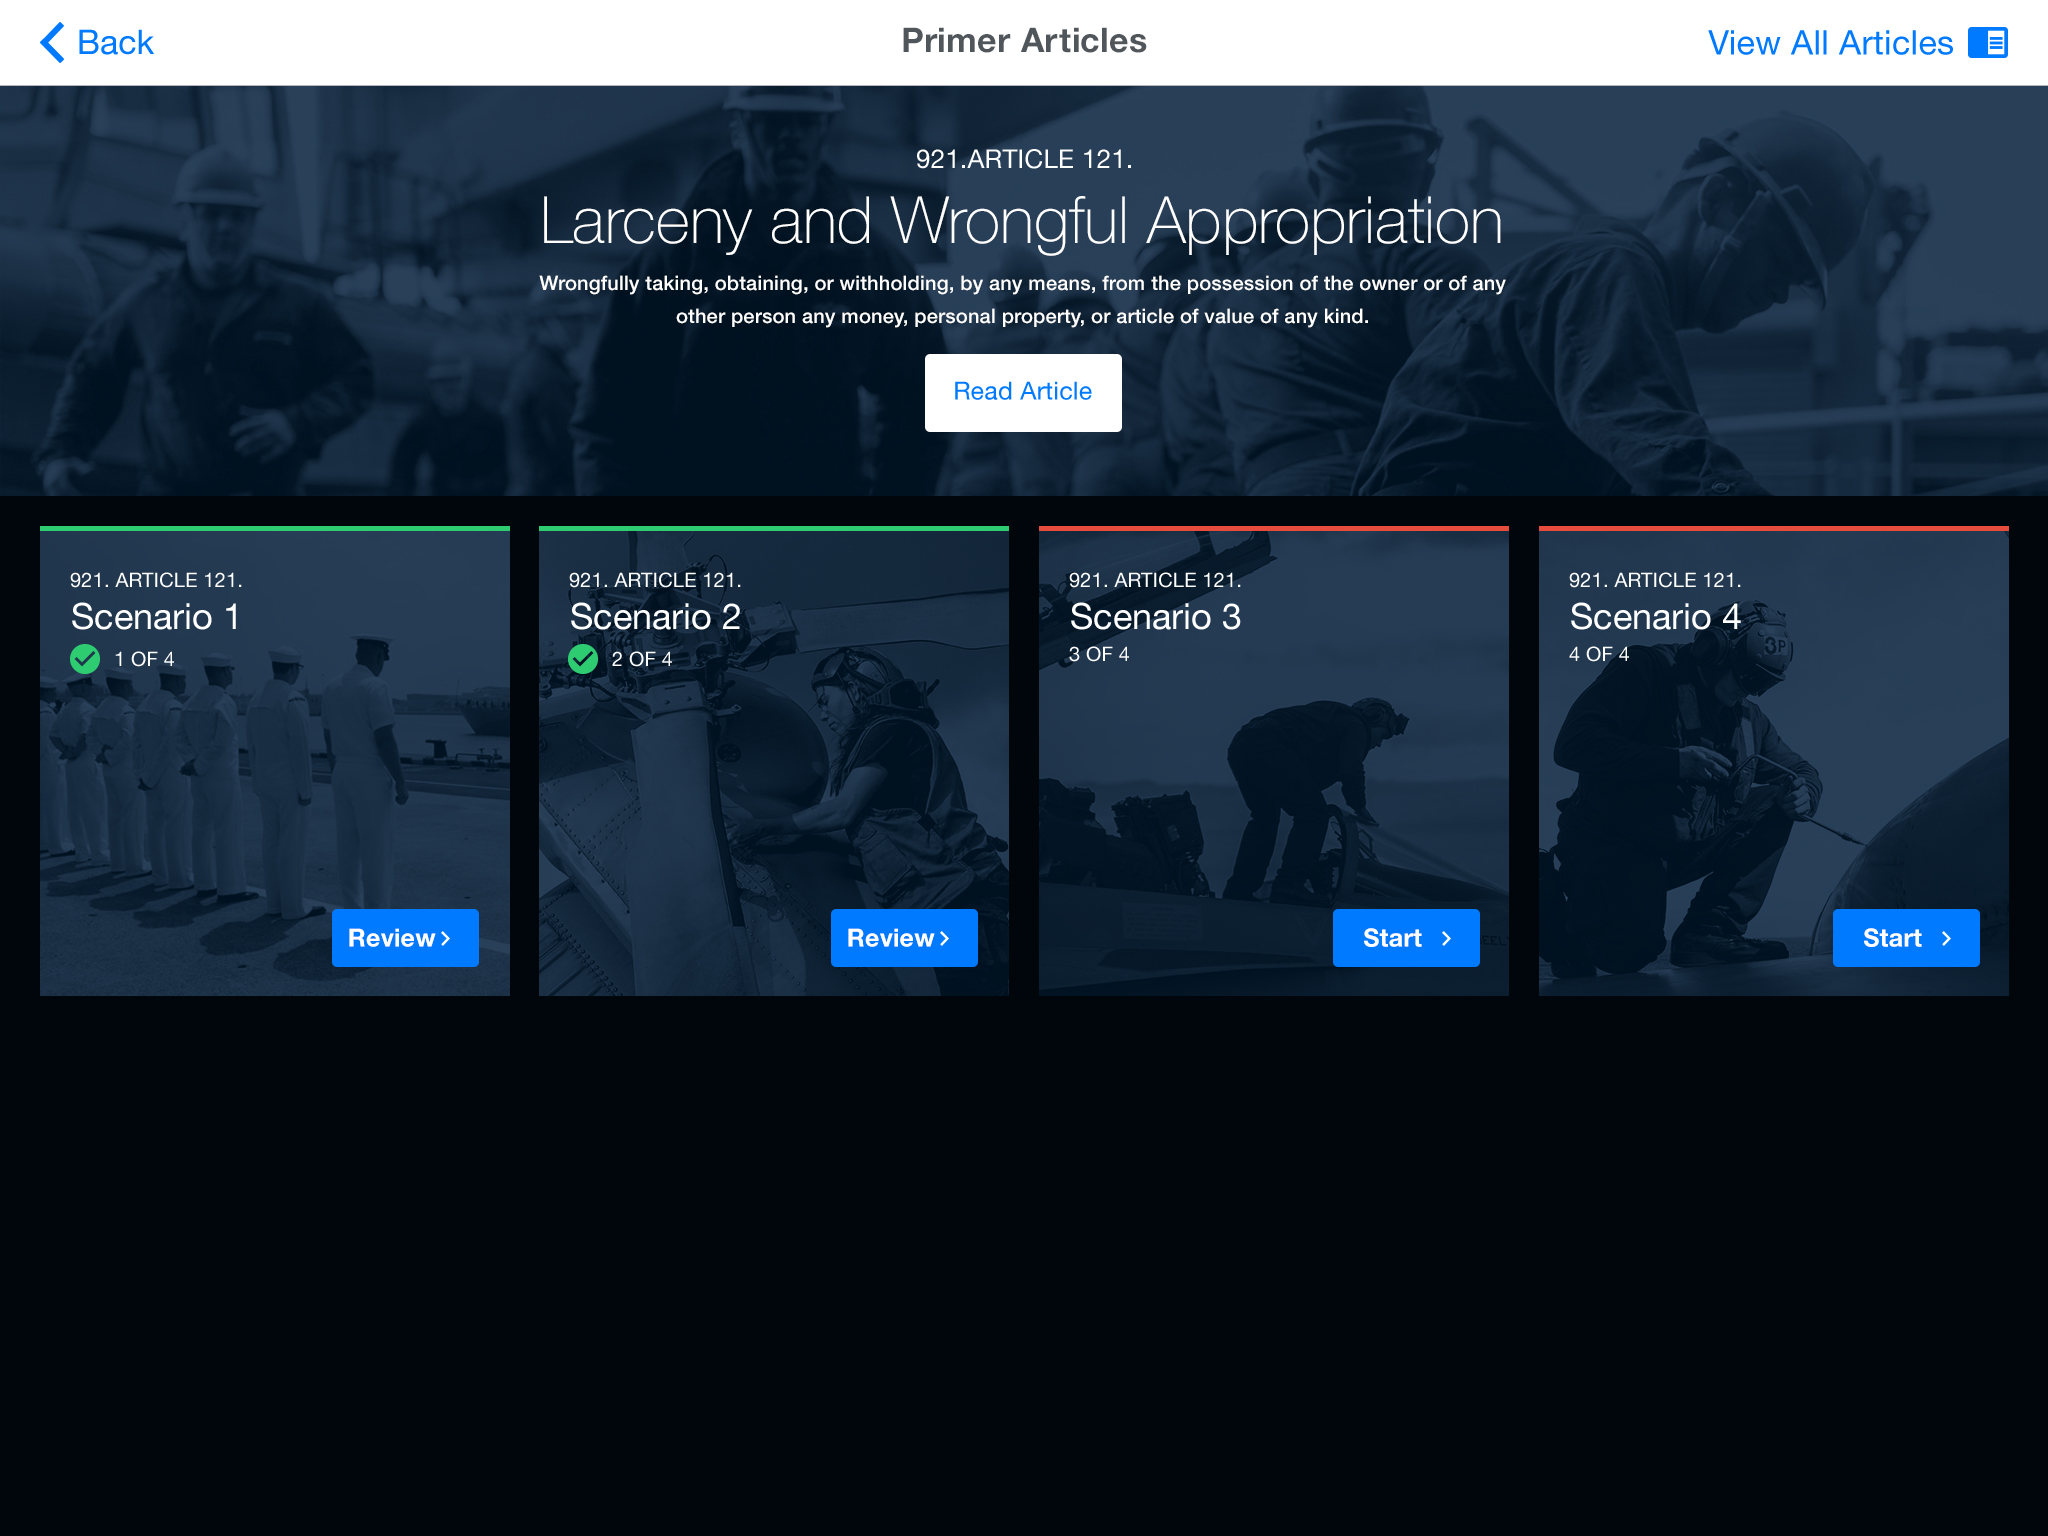 Back
Primer Articles
View All Articles
921.ARTICLE 121.
Larceny and Wrongful Appropriation
Wrongfully taking, obtaining, or withholding, by any means, from the possession of the owner or of any
other person any money, personal property, or article of value of any kind.
Read Article
921. ARTICLE 121.
Scenario 1
1 OF 4
Review
921. ARTICLE 121.
Scenario 2
2 OF 4
Review
921. ARTICLE 121.
Scenario 3
3 OF 4
Start
921. ARTICLE 121.
Scenario 4
4 OF 4
3P
Start